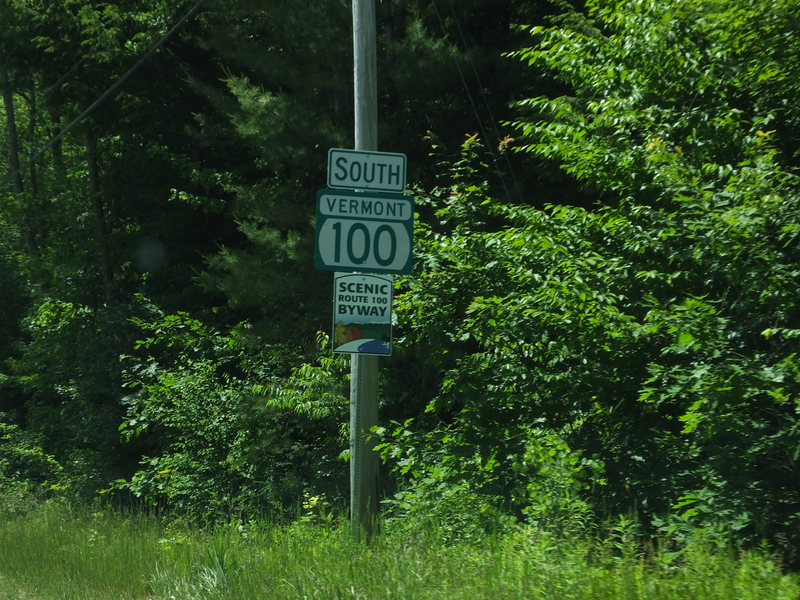 SOUTH
VERMONT
100
SCENIC
ROUTE 100
BYWAY